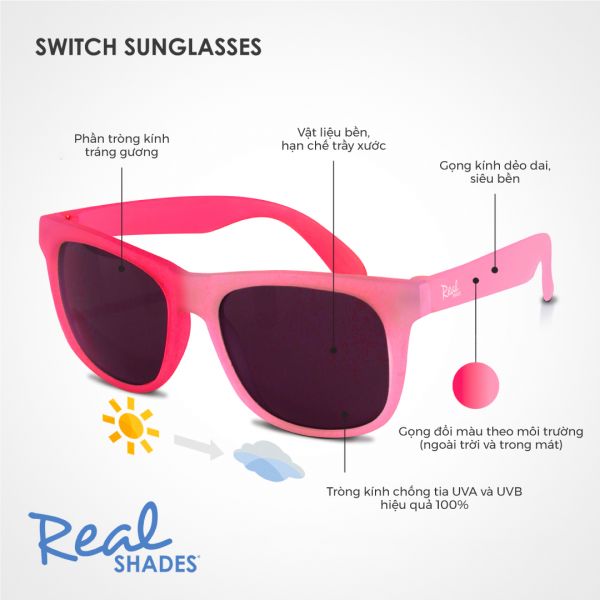 SWITCH SUNGLASSES
Phần tròng kính
tráng gương
Vật liệu bền,
hạn chế trầy xước
Gọng kính dẻo dai,
siêu bền
Real
SHADES
Gọng đổi màu theo môi trường
(ngoài trời và trong mát)
Tròng kính chống tia UVA và UVB
hiệu quả 100%
Real
SHADES®